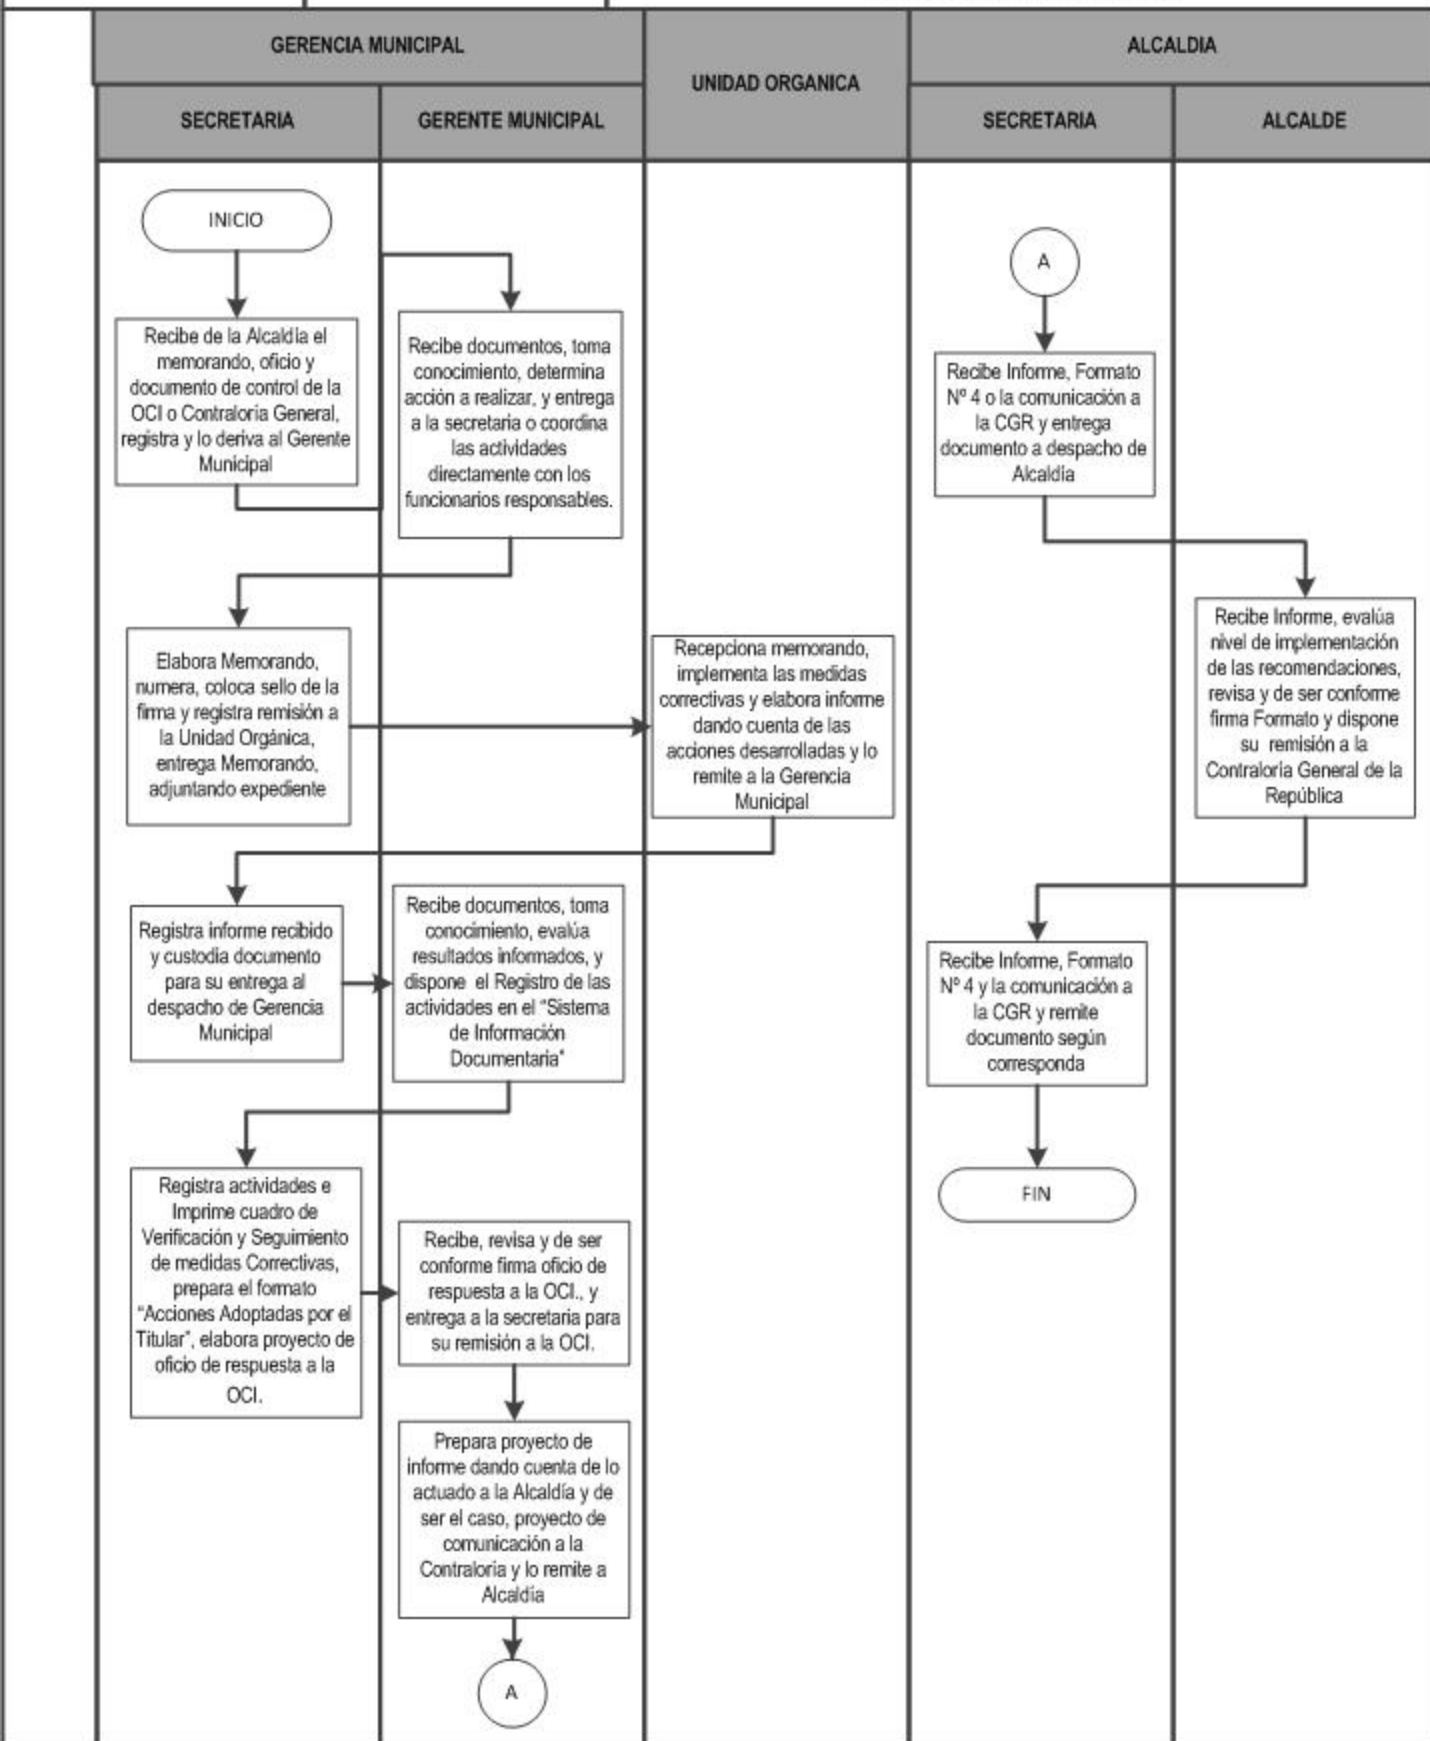 GERENCIA MUNICIPAL
UNIDAD ORGANICA
ALCALDIA
SECRETARIA
GERENTE MUNICIPAL
SECRETARIA
ALCALDE
INICIO
Recibe de la Alcaldía el
memorando, oficio y
documento de control de la
OCI o Contraloría General,
registra y lo deriva al Gerente
Municipal
Recibe documentos, toma
conocimiento, determina
acción a realizar, y entrega
a la secretaria o coordina
las actividades
directamente con los
funcionarios responsables.
Elabora Memorando,
numera, coloca sello de la
firma y registra remisión a
la Unidad Orgánica,
entrega Memorando,
adjuntando expediente
Recepciona memorando,
implementa las medidas
correctivas y elabora informe
dando cuenta de las
acciones desarrolladas y lo
remite a la Gerencia
Municipal
Registra informe recibido
y custodia documento
para su entrega al
despacho de Gerencia
Municipal
Recibe documentos, toma
conocimiento, evalúa
resultados informados, y
dispone el Registro de las
actividades en el "Sistema
de Información
Documentaria"
Registra actividades e
Imprime cuadro de
Verificación y Seguimiento
de medidas Correctivas,
prepara el formato
"Acciones Adoptadas por el
Titular", elabora proyecto de
oficio de respuesta a la
OCI.
Recibe, revisa y de ser
conforme firma oficio de
respuesta a la OCI., y
entrega a la secretaria para
su remisión a la OCI.
Prepara proyecto de
informe dando cuenta de lo
actuado a la Alcaldía y de
ser el caso, proyecto de
comunicación a la
Contraloría y lo remite a
Alcaldía
A
A
Recibe Informe, Formato
Nº 4 o la comunicación a
la CGR y entrega
documento a despacho de
Alcaldía
Recibe Informe, evalúa
nivel de implementación
de las recomendaciones,
revisa y de ser conforme
firma Formato y dispone
su remisión a la
Contraloría General de la
República
Recibe Informe, Formato
Nº 4 y la comunicación a
la CGR y remite
documento según
corresponda
FIN